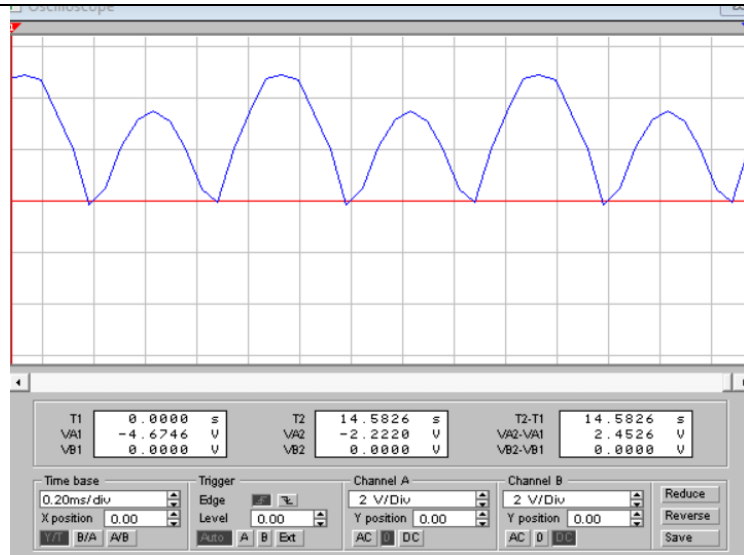 Oscilloscope
T1 0.0000 s T2 14.5826 s T2-T1 14.5826 s
VA1 -4.6746 V VA2 -2.2220 V VA2-VA1 2.4526 V
VB1 0.0000 V VB2 0.0000 V VB2-VB1 0.0000 V
Time base Trigger Channel A Channel B
0.20ms/div Edge 2 V/Div 2 V/Div Reduce
X position 0.00 Level 0.00 Y position 0.00 Y position 0.00 Reverse
Y/T B/A A/B Auto A B Ext AC 0 DC AC 0 DC Save